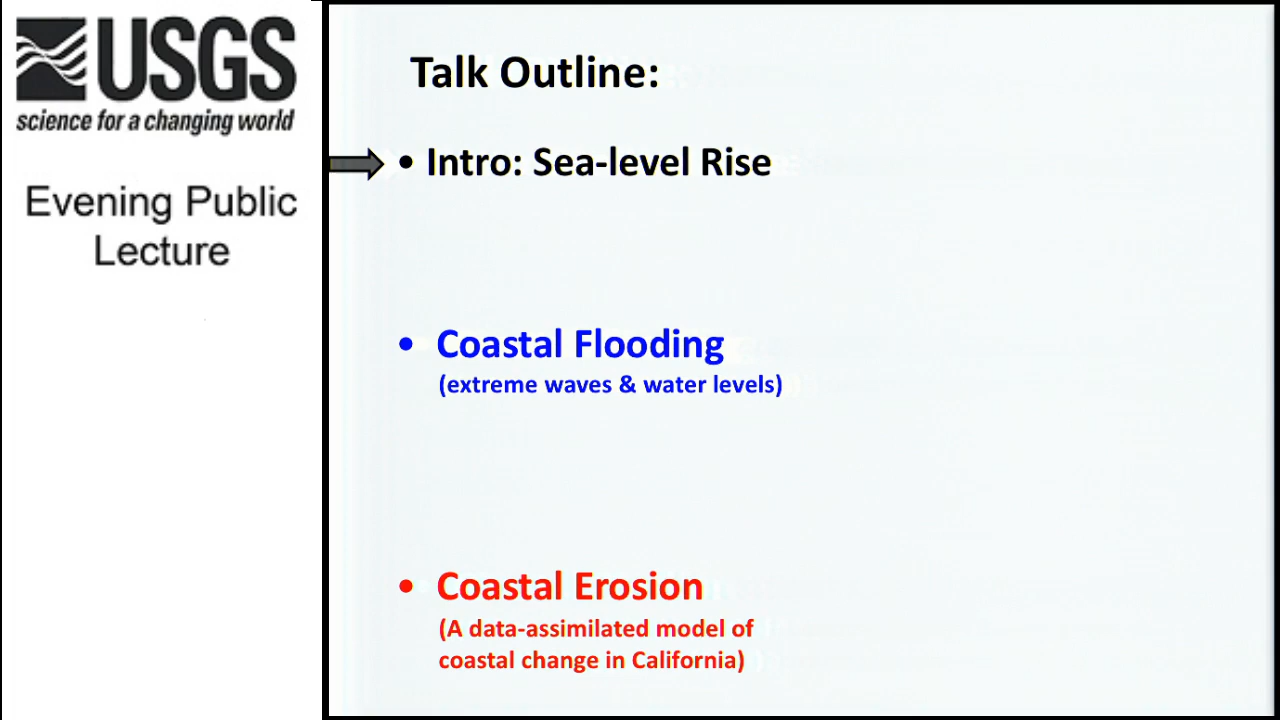 USGS
science for a changing world
Evening Public
Lecture
Talk Outline:
• Intro: Sea-level Rise
• Coastal Flooding
(extreme waves & water levels)
• Coastal Erosion
(A data-assimilated model of
coastal change in California)